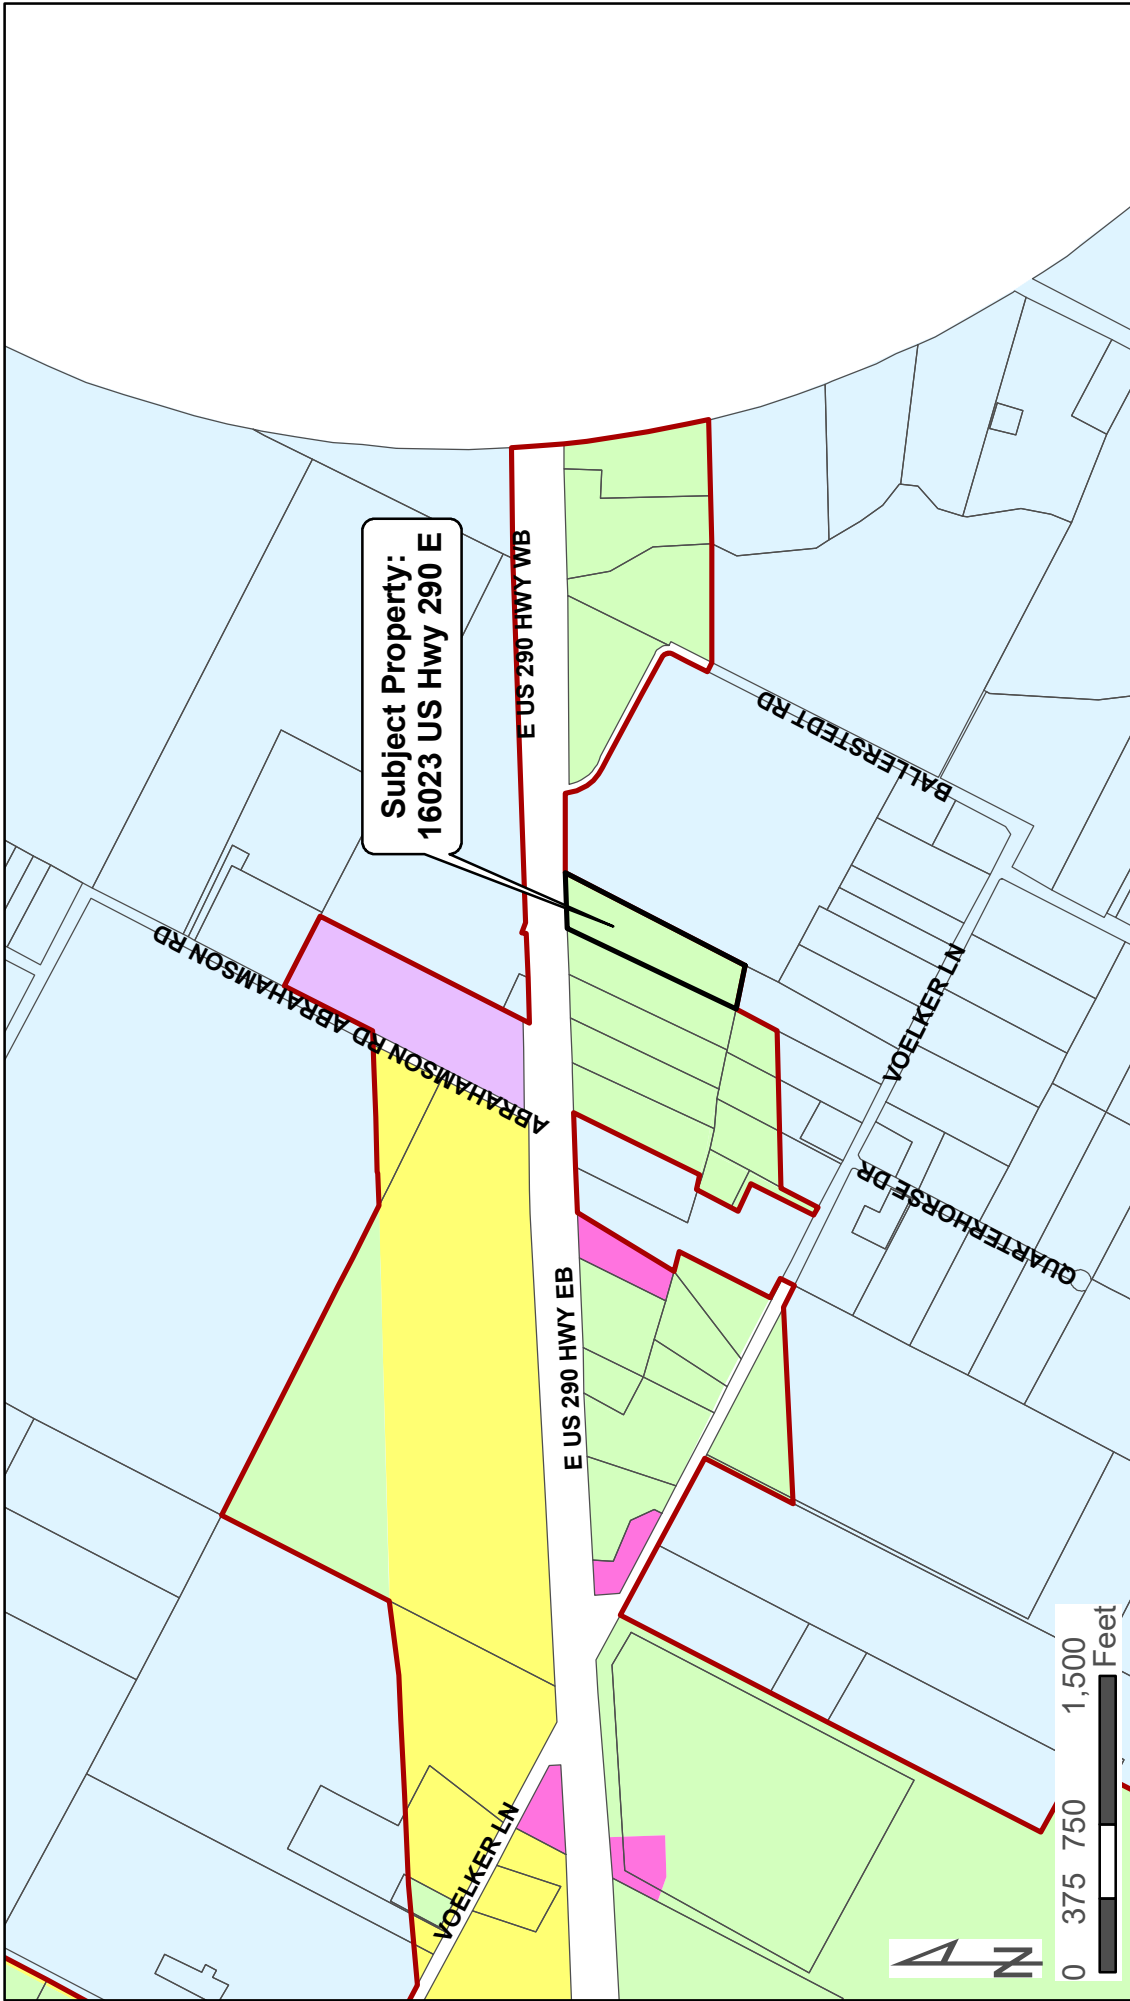 Subject Property:
16023 US Hwy 290 E
ABRAHAMSON RD
ABRAHAMSON RD
E US 290 HWY WB
E US 290 HWY EB
BALLERSTEDT RD
VOELKER LN
QUARTERHORSE DR
VOELKER LN
N
0 375 750 1,500
Feet